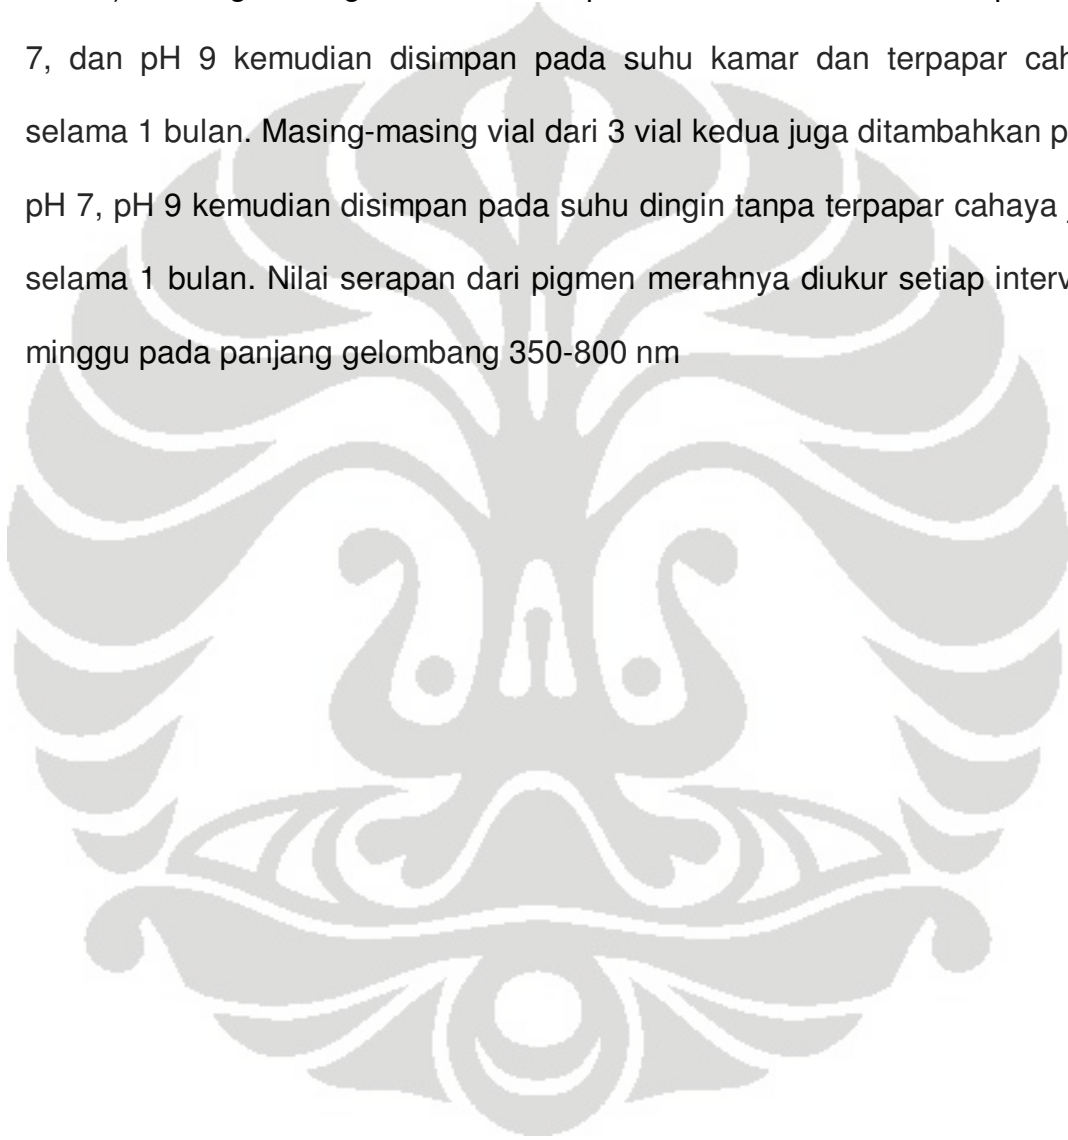 7, dan pH 9 kemudian disimpan pada suhu kamar dan terpapar
selama 1 bulan. Masing-masing vial dari 3 vial kedua juga ditambahkan
pH 7, pH 9 kemudian disimpan pada suhu dingin tanpa terpapar cahaya
selama 1 bulan. Nilai serapan dari pigmen merahnya diukur setiap
minggu pada panjang gelombang 350-800 nm